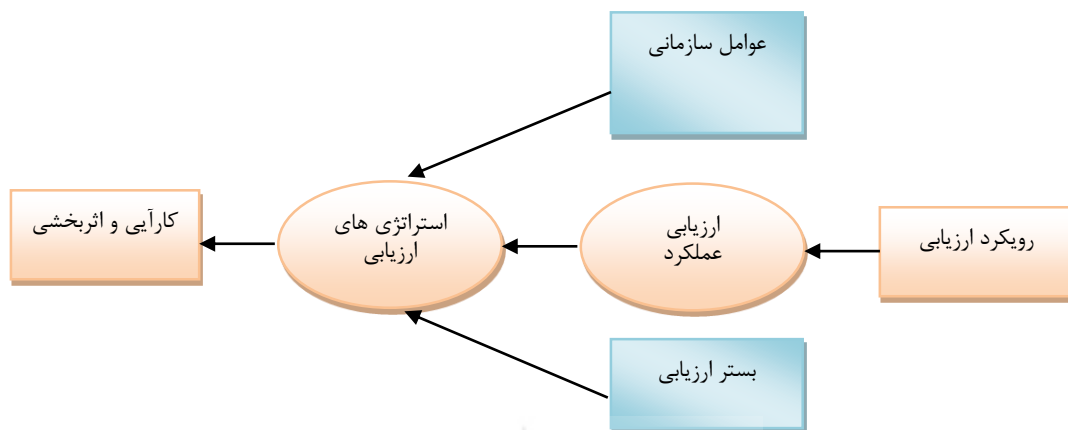 عوامل سازمانی
رویکرد ارزیابی
ارزیابی
عملکرد
استراتژی های
ارزیابی
کارآیی و اثربخشی
بستر ارزیابی